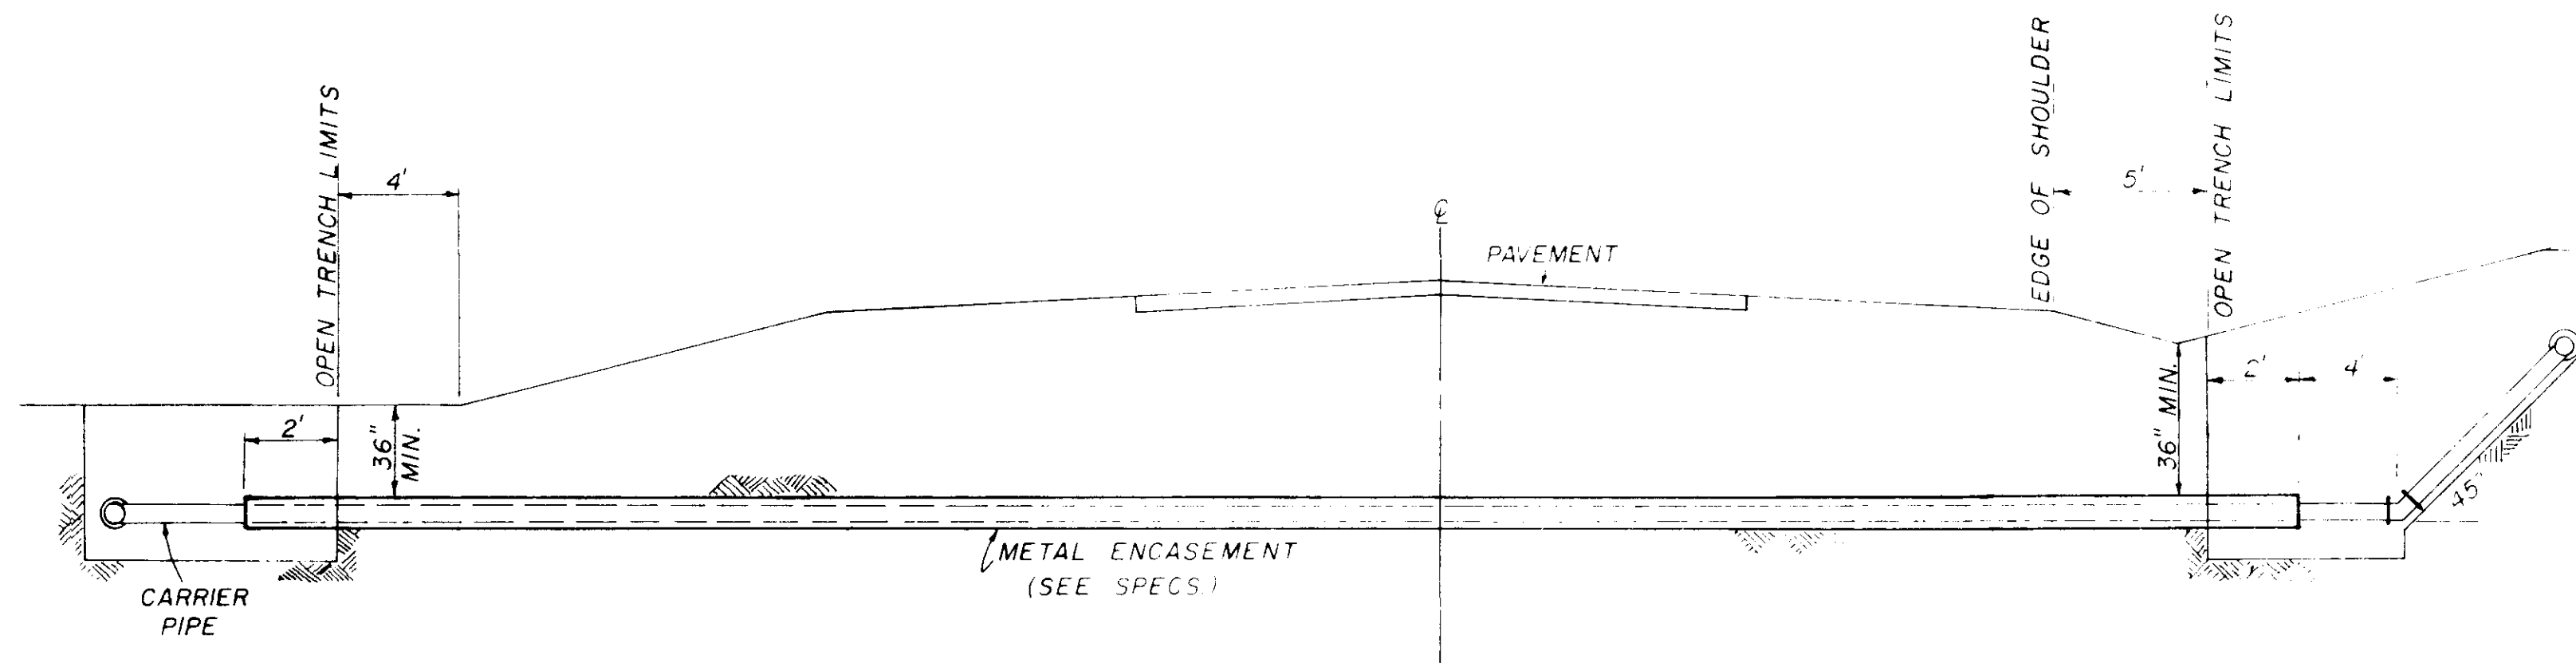 OPEN TRENCH LIMITS
4'
2'
36"
MIN.
CARRIER
PIPE
METAL ENCASEMENT
(SEE SPECS.)
℄
PAVEMENT
EDGE OF SHOULDER
5'
OPEN TRENCH LIMITS
36" MIN.
2'
4'
45°